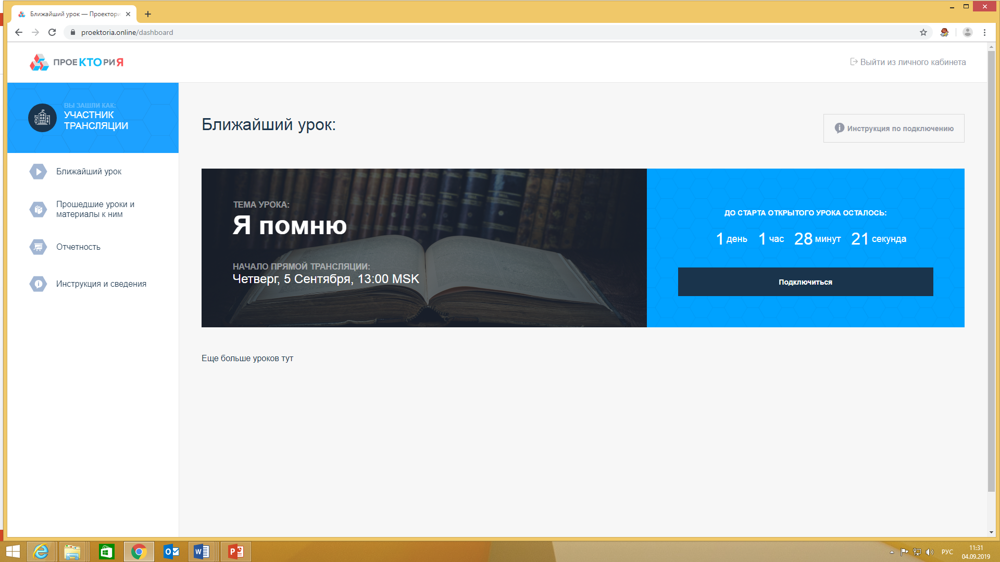 Ближайший урок — Проектори
proektoria.online/dashboard
ПРОЕКТОРИЯ
Выйти из личного кабинета
ВЫ ЗАШЛИ КАК:
УЧАСТНИК
ТРАНСЛЯЦИИ
Ближайший урок
Прошедшие уроки и
материалы к ним
Отчетность
Инструкция и сведения
Ближайший урок:
Инструкция по подключению
ТЕМА УРОКА:
Я помню
НАЧАЛО ПРЯМОЙ ТРАНСЛЯЦИИ:
Четверг, 5 Сентября, 13:00 MSK
ДО СТАРТА ОТКРЫТОГО УРОКА ОСТАЛОСЬ:
1 день 1 час 28 минут 21 секунда
Подключиться
Еще больше уроков тут
РУС
11:31
04.09.2019